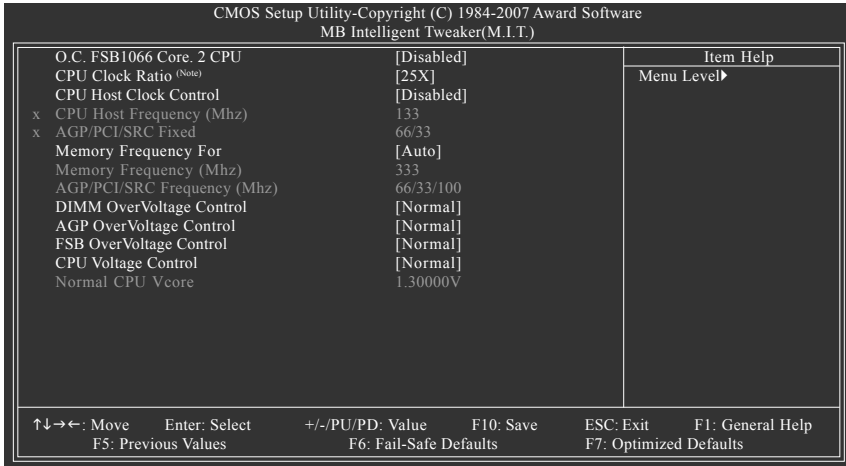 CMOS Setup Utility-Copyright (C) 1984-2007 Award Software
MB Intelligent Tweaker(M.I.T.)
O.C. FSB1066 Core. 2 CPU [Disabled]
CPU Clock Ratio (Note) [25X]
CPU Host Clock Control [Disabled]
x CPU Host Frequency (Mhz) 133
x AGP/PCI/SRC Fixed 66/33
Memory Frequency For [Auto]
Memory Frequency (Mhz) 333
AGP/PCI/SRC Frequency (Mhz) 66/33/100
DIMM OverVoltage Control [Normal]
AGP OverVoltage Control [Normal]
FSB OverVoltage Control [Normal]
CPU Voltage Control [Normal]
Normal CPU Vcore 1.30000V
Item Help
Menu Level▶
↑↓→←: Move Enter: Select +/-/PU/PD: Value F10: Save ESC: Exit F1: General Help
F5: Previous Values F6: Fail-Safe Defaults F7: Optimized Defaults